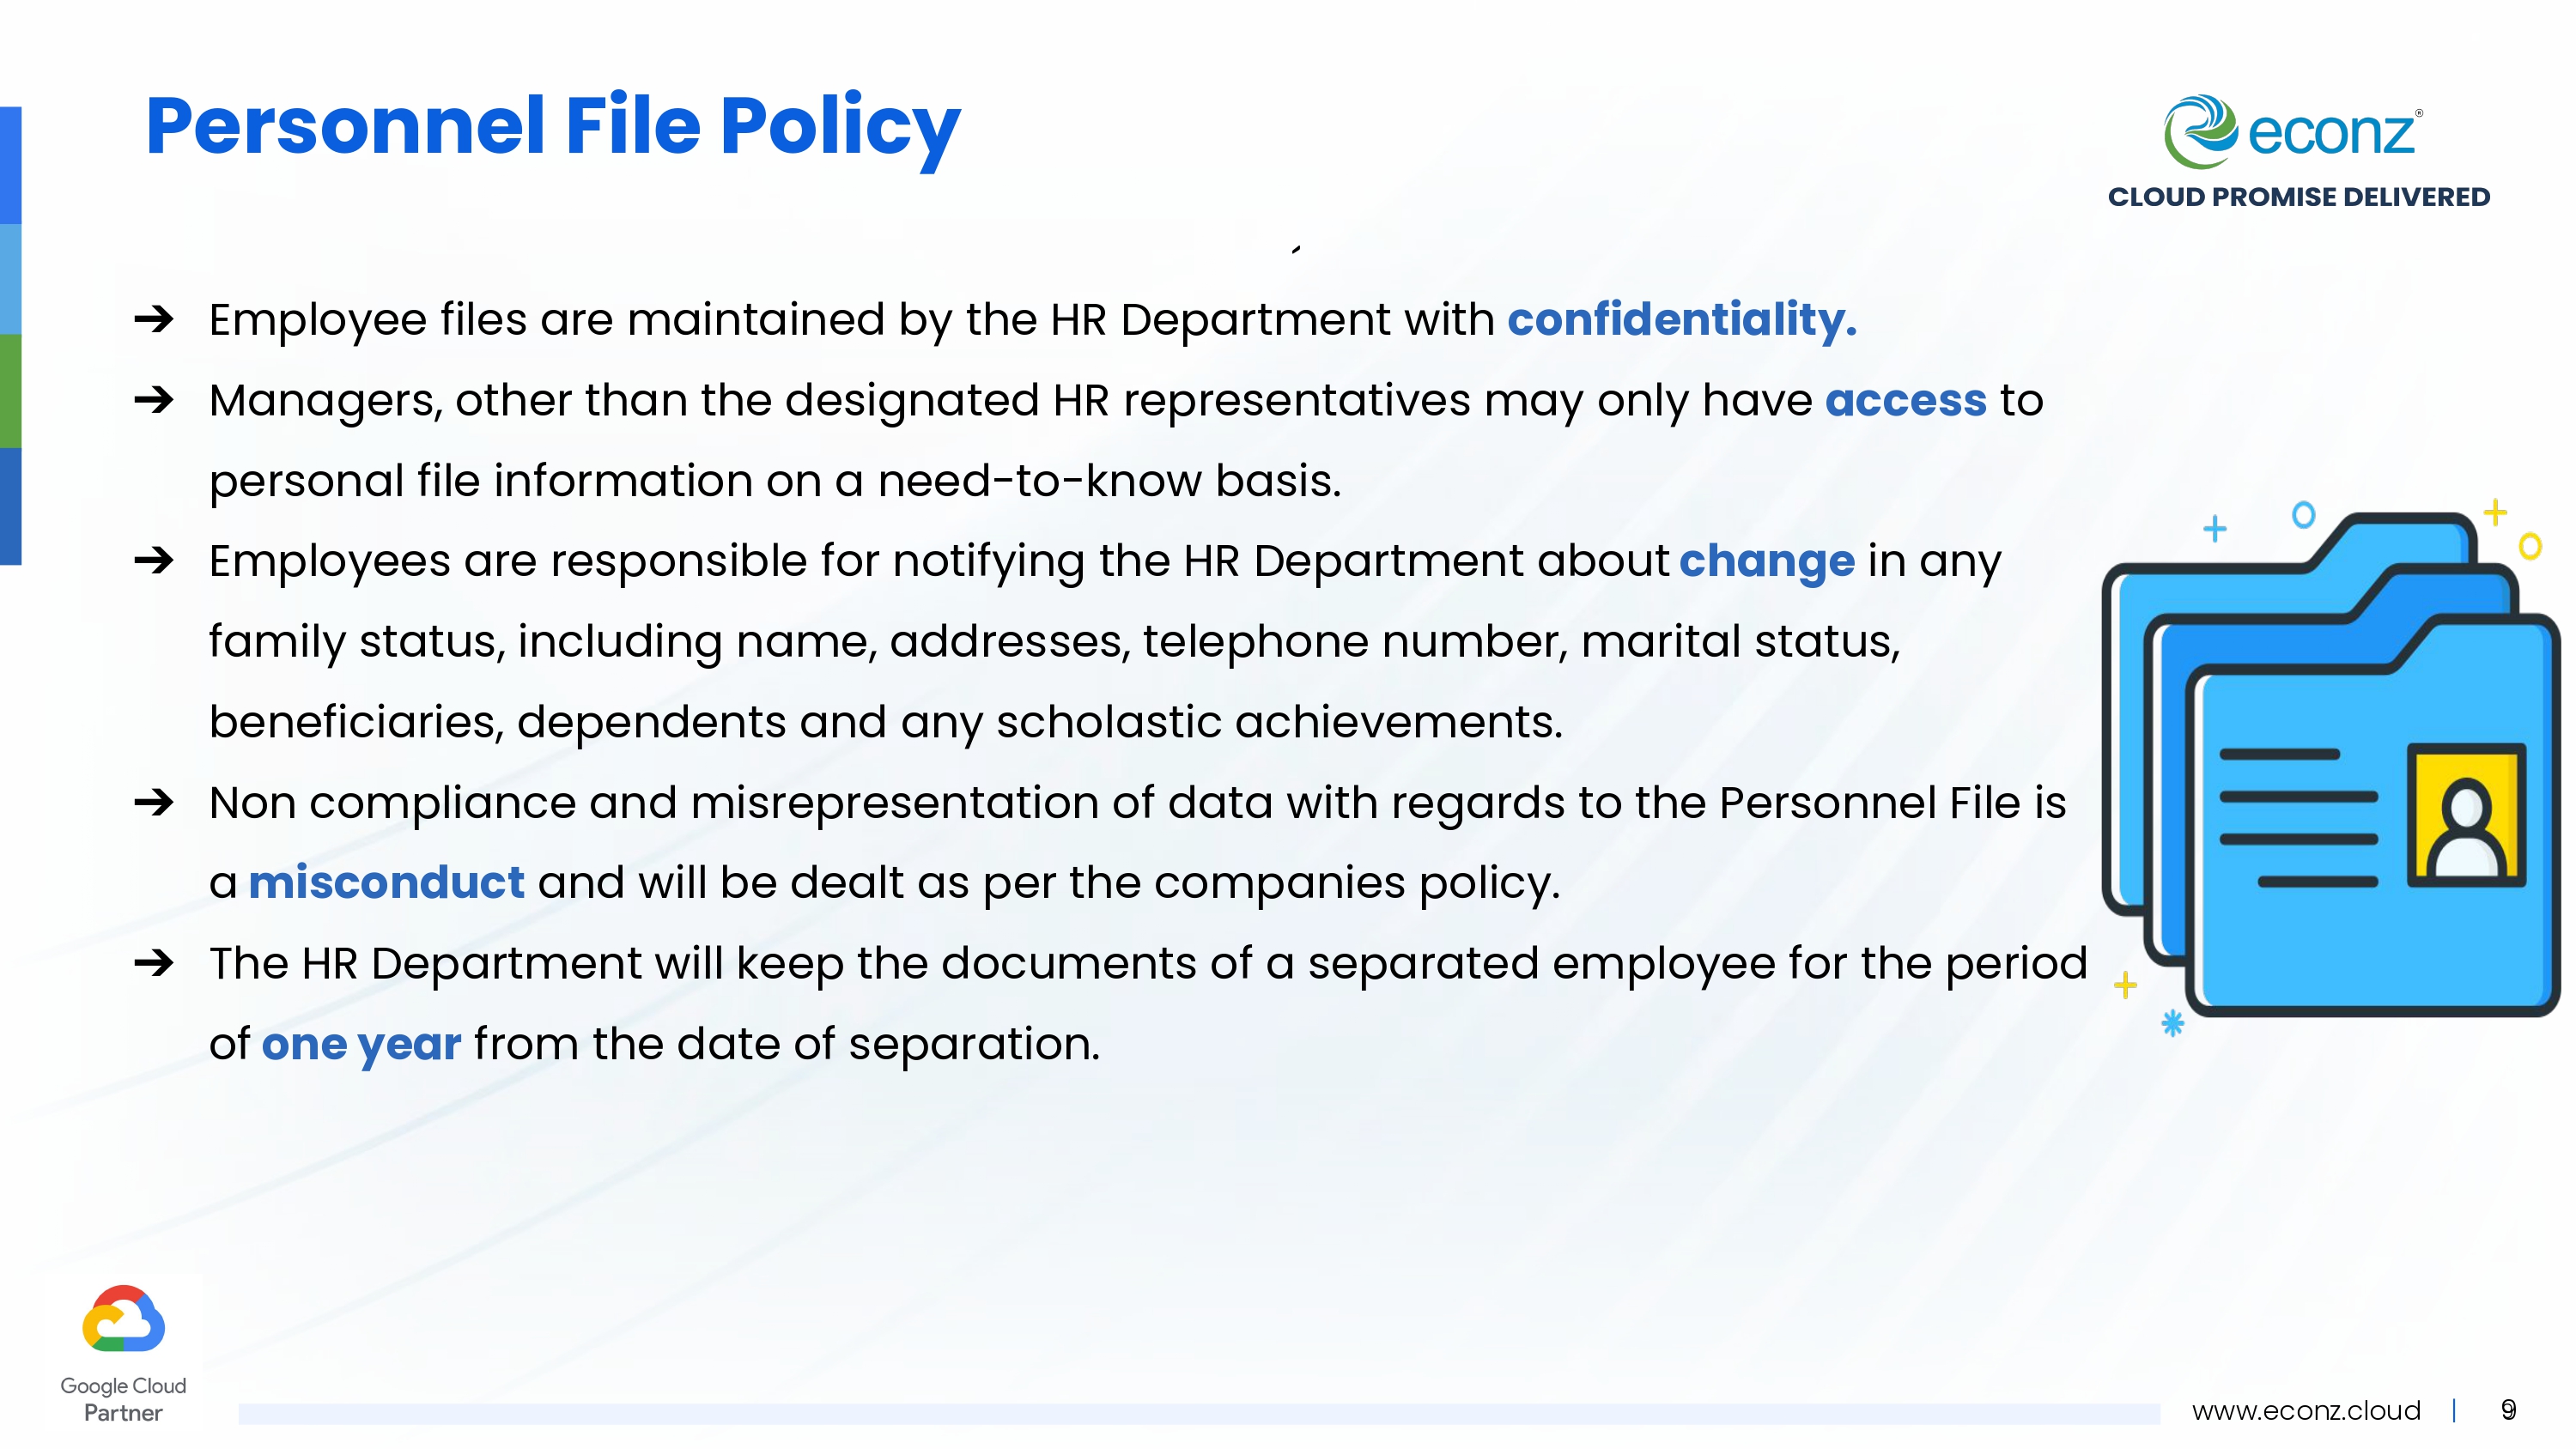 Personnel File Policy
econz®
CLOUD PROMISE DELIVERED
➔ Employee files are maintained by the HR Department with confidentiality.
➔ Managers, other than the designated HR representatives may only have access to
personal file information on a need-to-know basis.
➔ Employees are responsible for notifying the HR Department about change in any
family status, including name, addresses, telephone number, marital status,
beneficiaries, dependents and any scholastic achievements.
➔ Non compliance and misrepresentation of data with regards to the Personnel File is
a misconduct and will be dealt as per the companies policy.
➔ The HR Department will keep the documents of a separated employee for the period
of one year from the date of separation.
Google Cloud
Partner
www.econz.cloud | 9